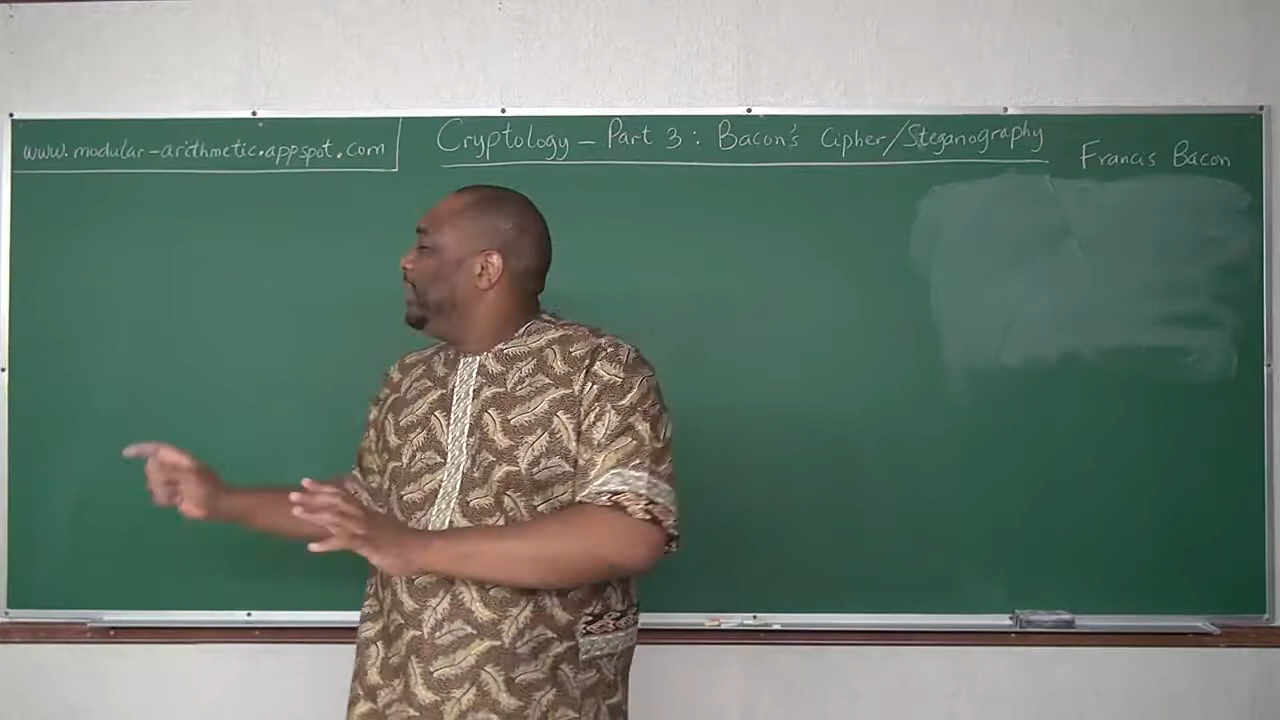 www.modular-arithmetic.appspot.com
Cryptology - Part 3: Bacon's Cipher/Steganography
Francis Bacon